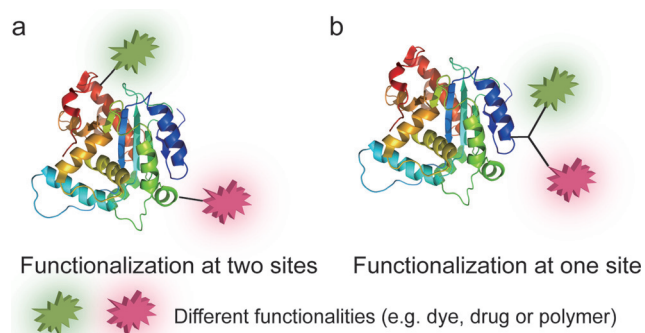 a
b
Functionalization at two sites
Functionalization at one site
Different functionalities (e.g. dye, drug or polymer)